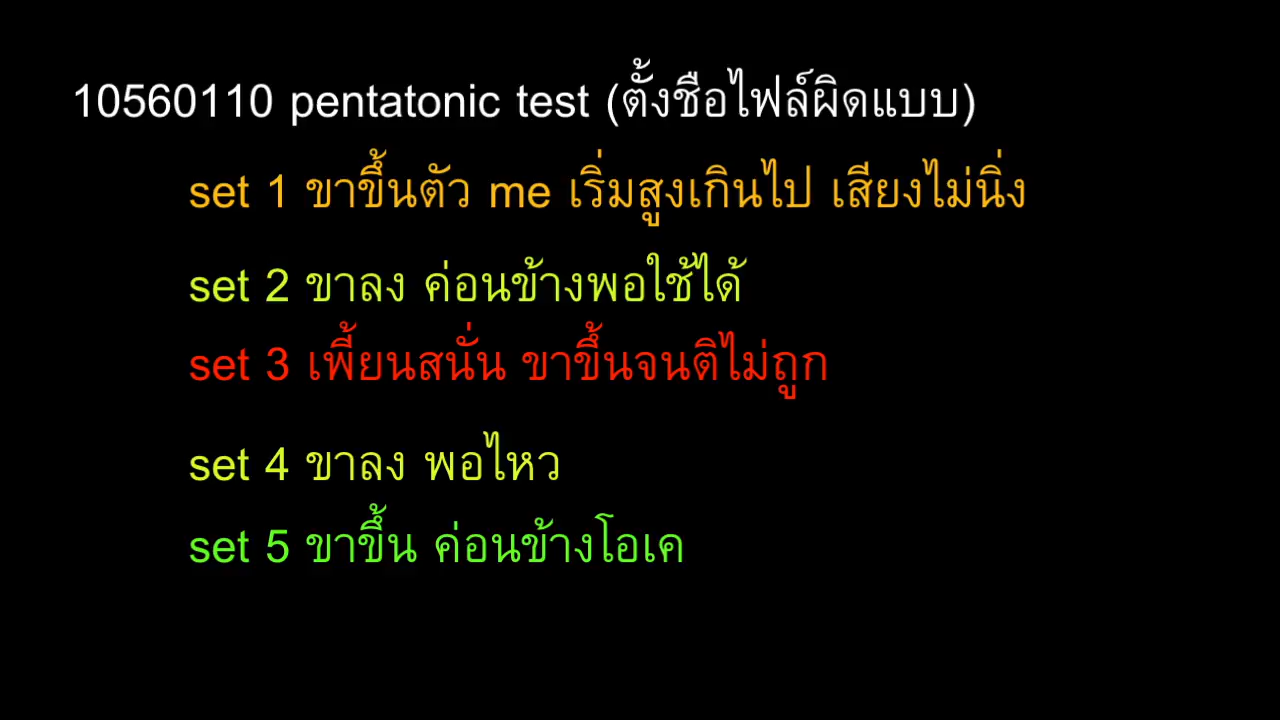 10560110 pentatonic test (ตั้งชือไฟล์ผิดแบบ)
set 1 ขาขึ้นตัว me เริ่มสูงเกินไป เสียงไม่นิ่ง
set 2 ขาลง ค่อนข้างพอใช้ได้
set 3 เพี้ยนสนั่น ขาขึ้นจนติไม่ถูก
set 4 ขาลง พอไหว
set 5 ขาขึ้น ค่อนข้างโอเค